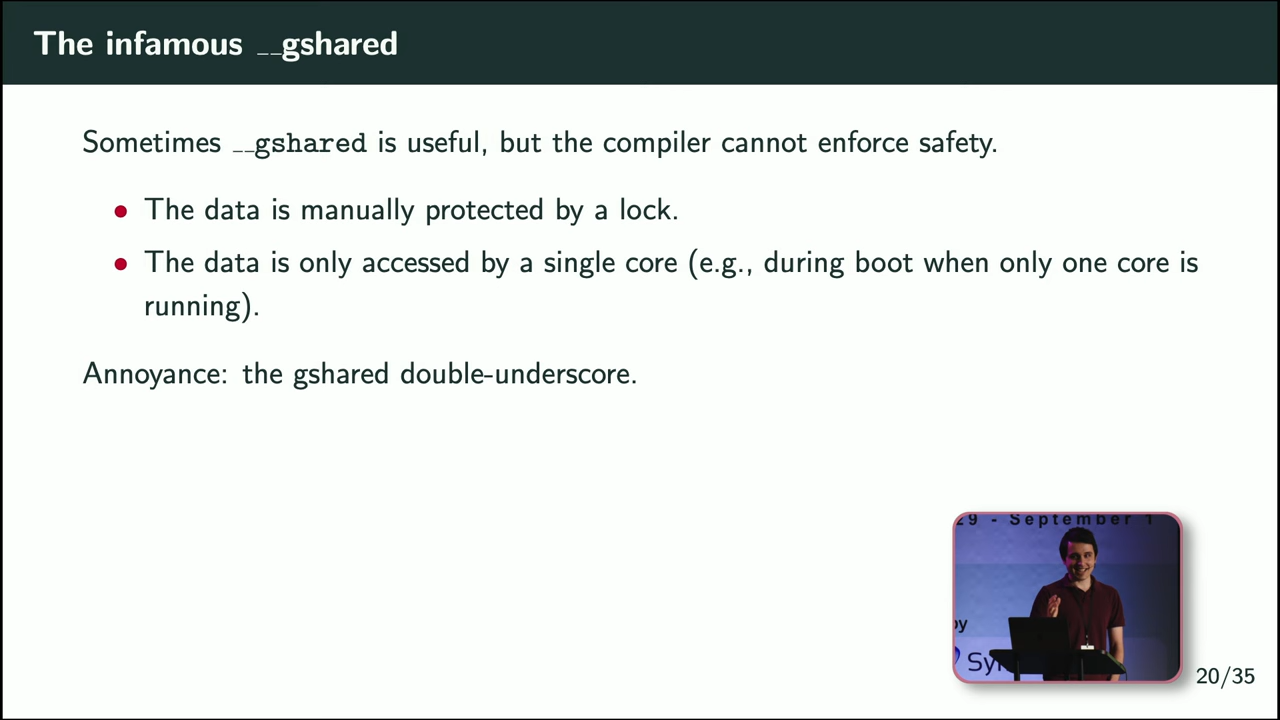 The infamous __gshared
Sometimes __gshared is useful, but the compiler cannot enforce safety.
• The data is manually protected by a lock.
• The data is only accessed by a single core (e.g., during boot when only one core is
running).
Annoyance: the gshared double-underscore.
29 - September 1
by
Sy
20/35